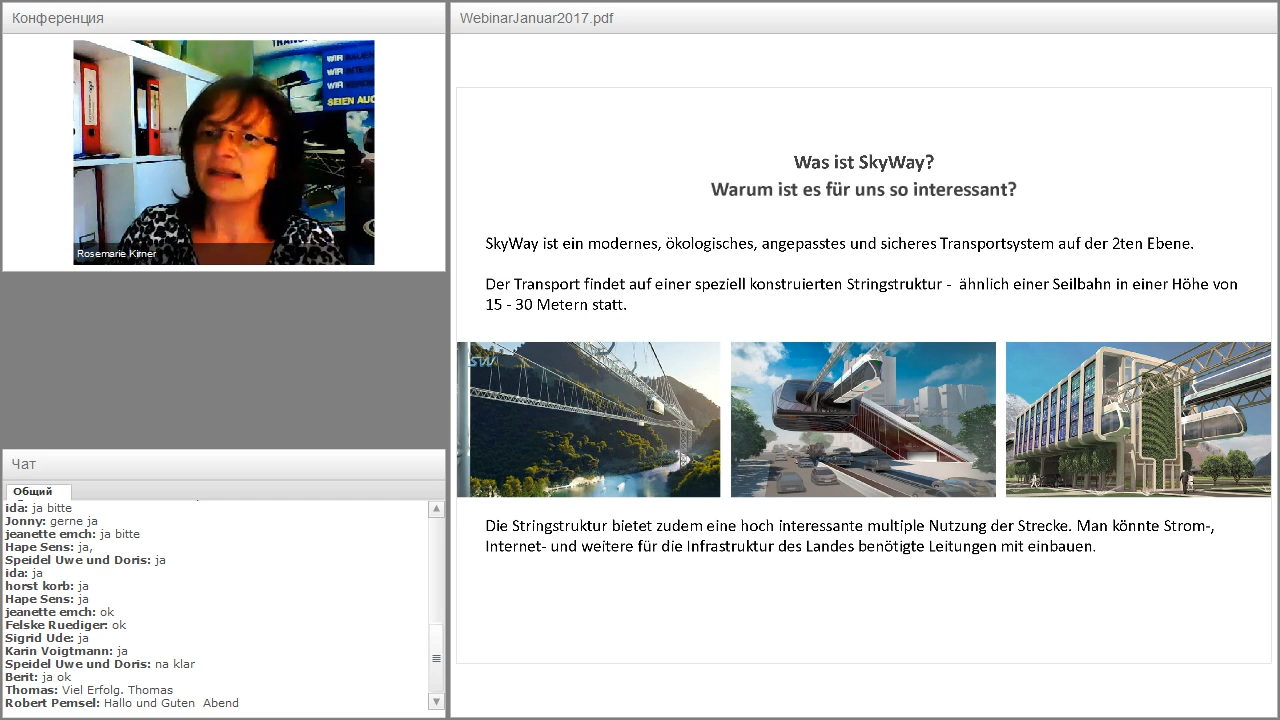 Конференция
WIR
WIR
WIR
SEIEN AUC
Rosemarie Kirner
Чат
Общий
ida: ja bitte
Jonny: gerne ja
jeanette emch: ja bitte
Hape Sens: ja,
Speidel Uwe und Doris: ja
ida: ja
horst korb: ja
Hape Sens: ja
jeanette emch: ok
Felske Ruediger: ok
Sigrid Ude: ja
Karin Voigtmann: ja
Speidel Uwe und Doris: na klar
Berit: ja ok
Thomas: Viel Erfolg. Thomas
Robert Pemsel: Hallo und Guten Abend
WebinarJanuar2017.pdf
Was ist SkyWay?
Warum ist es für uns so interessant?
SkyWay ist ein modernes, ökologisches, angepasstes und sicheres Transportsystem auf der 2ten Ebene.
Der Transport findet auf einer speziell konstruierten Stringstruktur - ähnlich einer Seilbahn in einer Höhe von
15 - 30 Metern statt.
SW
Die Stringstruktur bietet zudem eine hoch interessante multiple Nutzung der Strecke. Man könnte Strom-,
Internet- und weitere für die Infrastruktur des Landes benötigte Leitungen mit einbauen.